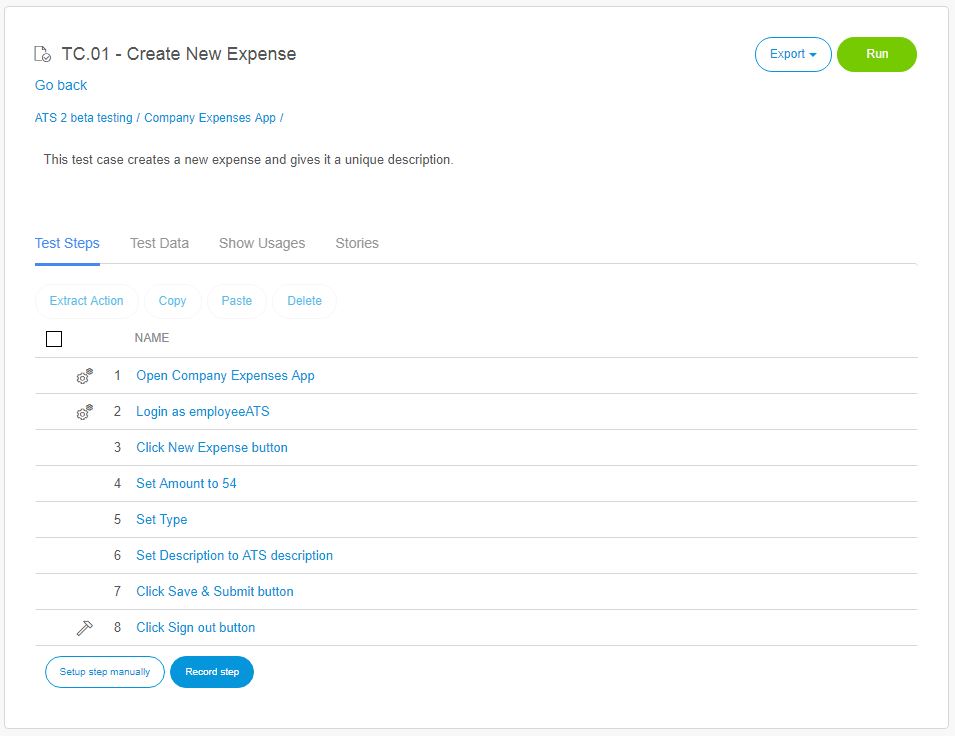 TC.01 - Create New Expense
Export
Run
Go back
ATS 2 beta testing / Company Expenses App /
This test case creates a new expense and gives it a unique description.
Test Steps Test Data Show Usages Stories
Extract Action Copy Paste Delete
NAME
1 Open Company Expenses App
2 Login as employeeATS
3 Click New Expense button
4 Set Amount to 54
5 Set Type
6 Set Description to ATS description
7 Click Save & Submit button
8 Click Sign out button
Setup step manually Record step